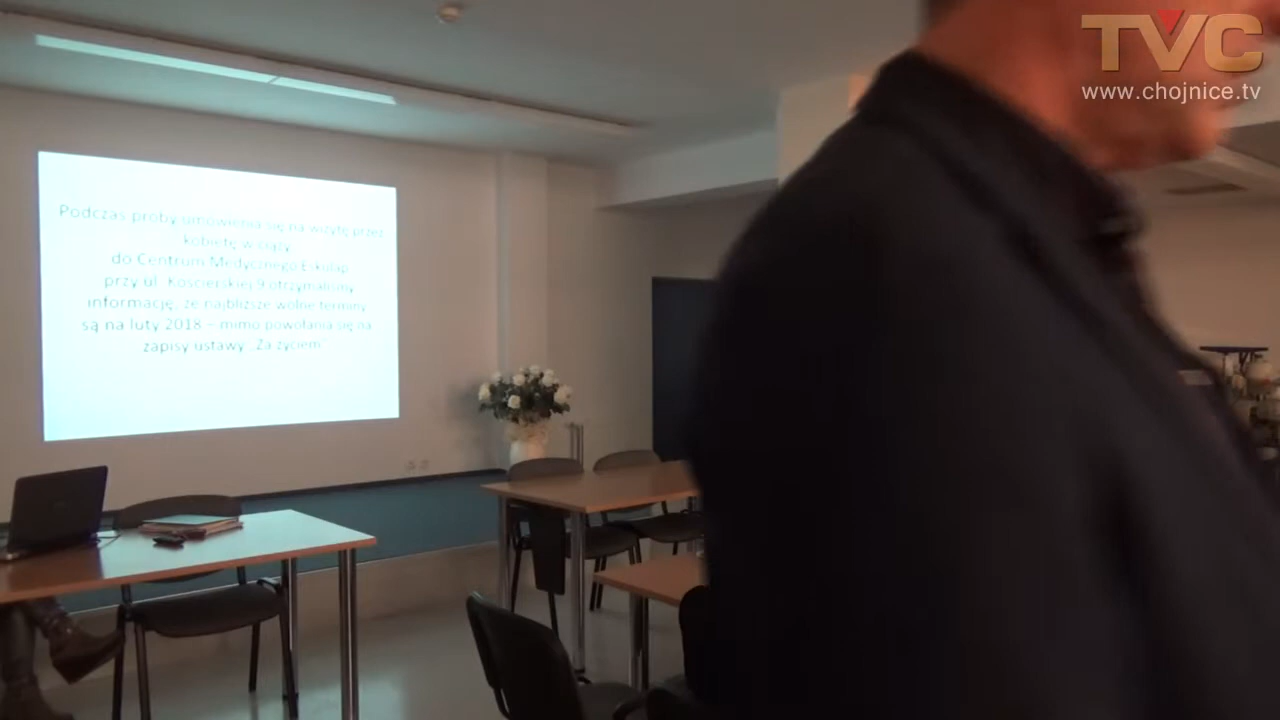 TVC
www.chojnice.tv
Podczas próby umówienia się na wizytę przez
kobietę w ciąży
do Centrum Medycznego Eskulap
przy ul. Kościerskiej 9 otrzymaliśmy
informację, że najbliższe wolne terminy
są na luty 2018 – mimo powołania się na
zapisy ustawy „Za życiem"